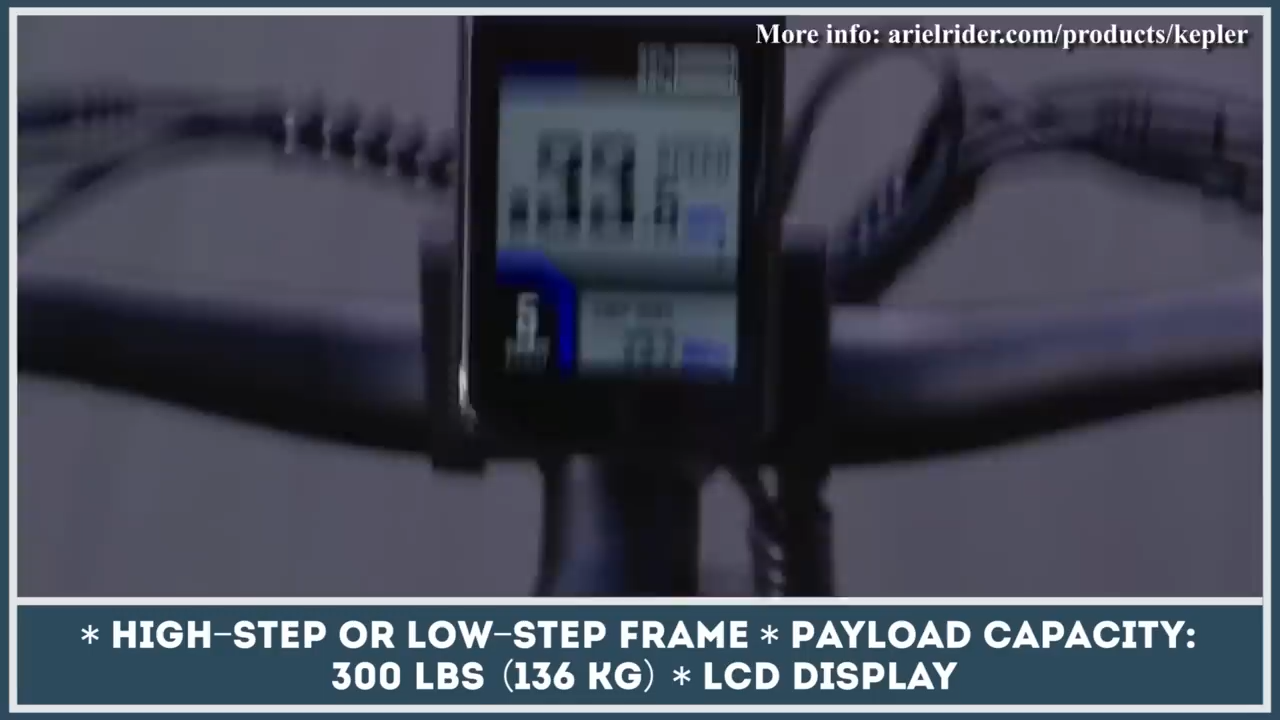 More info: arielrider.com/products/kepler
5
* HIGH-STEP OR LOW-STEP FRAME * PAYLOAD CAPACITY:
300 LBS (136 KG) * LCD DISPLAY